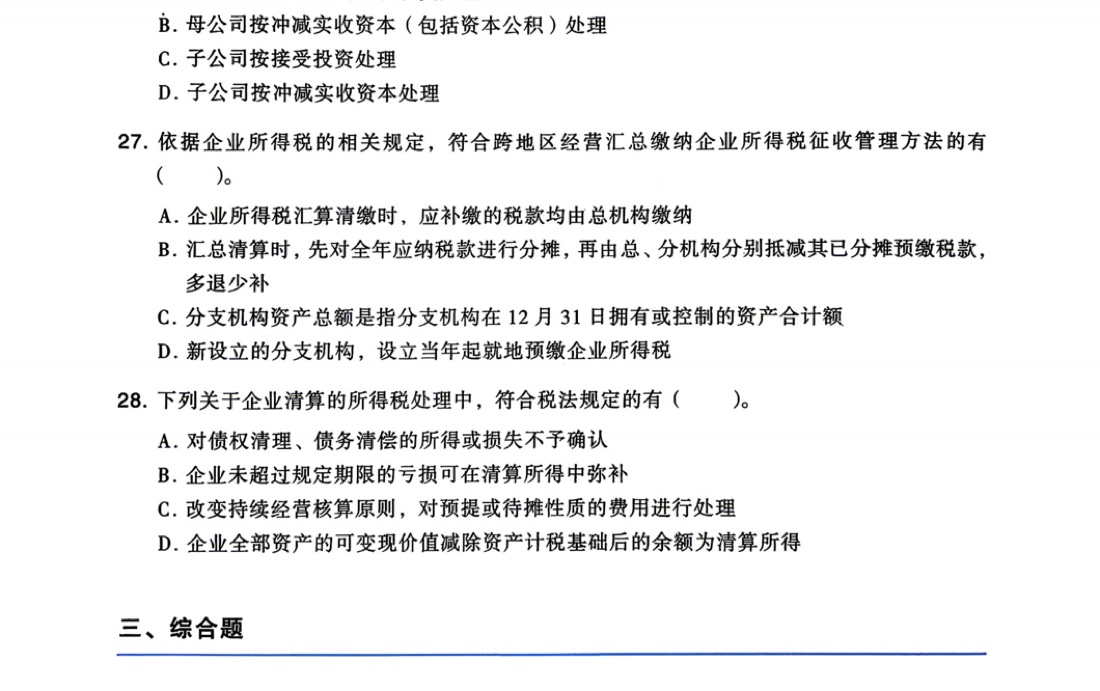 B. 母公司按冲减实收资本（包括资本公积）处理
C. 子公司按接受投资处理
D. 子公司按冲减实收资本处理
27. 依据企业所得税的相关规定，符合跨地区经营汇总缴纳企业所得税征收管理方法的有
（　　）。
A. 企业所得税汇算清缴时，应补缴的税款均由总机构缴纳
B. 汇总清算时，先对全年应纳税款进行分摊，再由总、分机构分别抵减其已分摊预缴税款，
多退少补
C. 分支机构资产总额是指分支机构在 12 月 31 日拥有或控制的资产合计额
D. 新设立的分支机构，设立当年起就地预缴企业所得税
28. 下列关于企业清算的所得税处理中，符合税法规定的有（　　）。
A. 对债权清理、债务清偿的所得或损失不予确认
B. 企业未超过规定期限的亏损可在清算所得中弥补
C. 改变持续经营核算原则，对预提或待摊性质的费用进行处理
D. 企业全部资产的可变现价值减除资产计税基础后的余额为清算所得
三、综合题